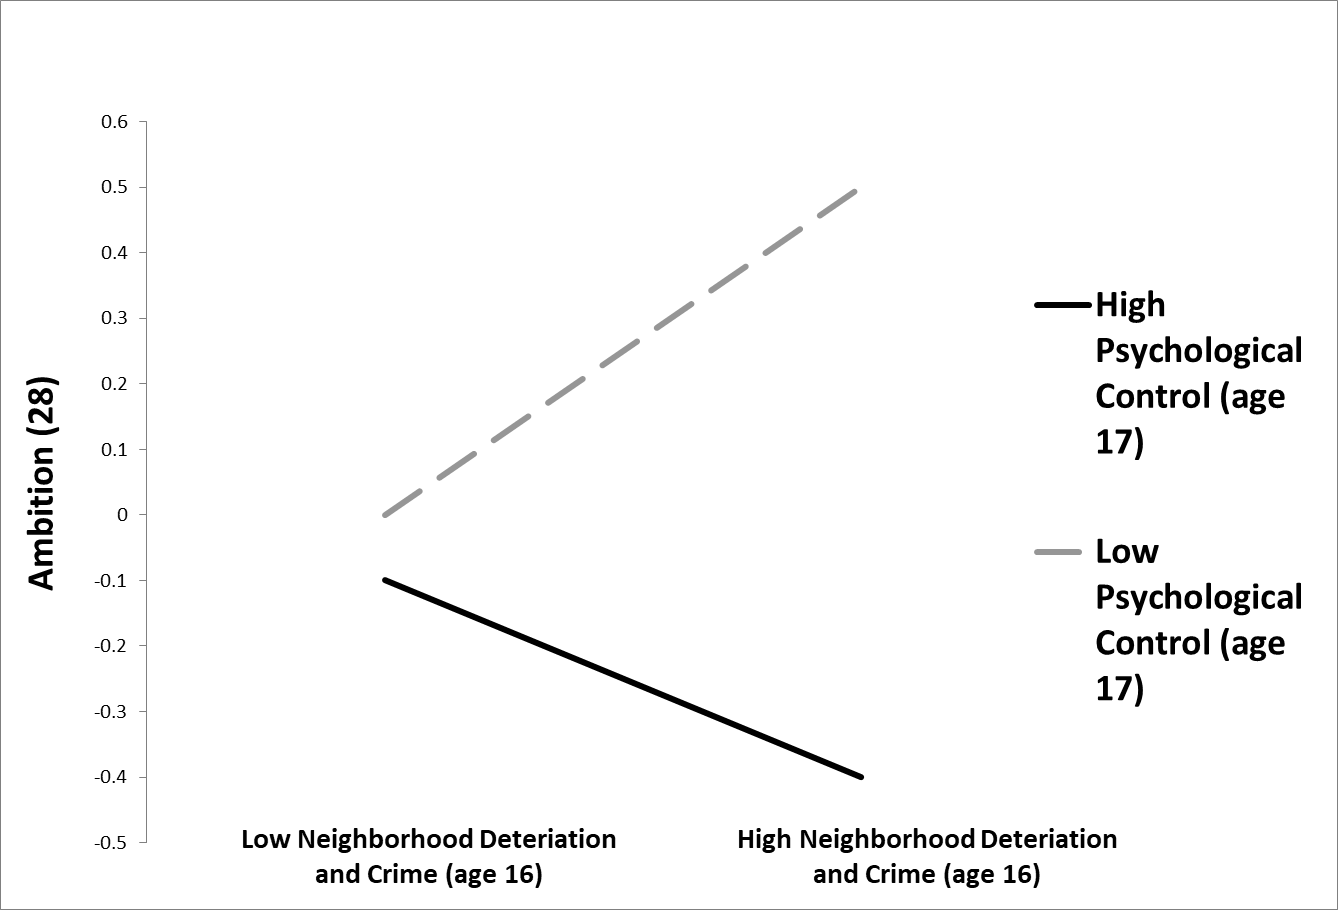 0.6
0.5
0.4
0.3
0.2
0.1
0
-0.1
-0.2
-0.3
-0.4
-0.5
Ambition (28)
Low Neighborhood Deteriation
and Crime (age 16)
High Neighborhood Deteriation
and Crime (age 16)
High
Psychological
Control (age
17)
Low
Psychological
Control (age
17)